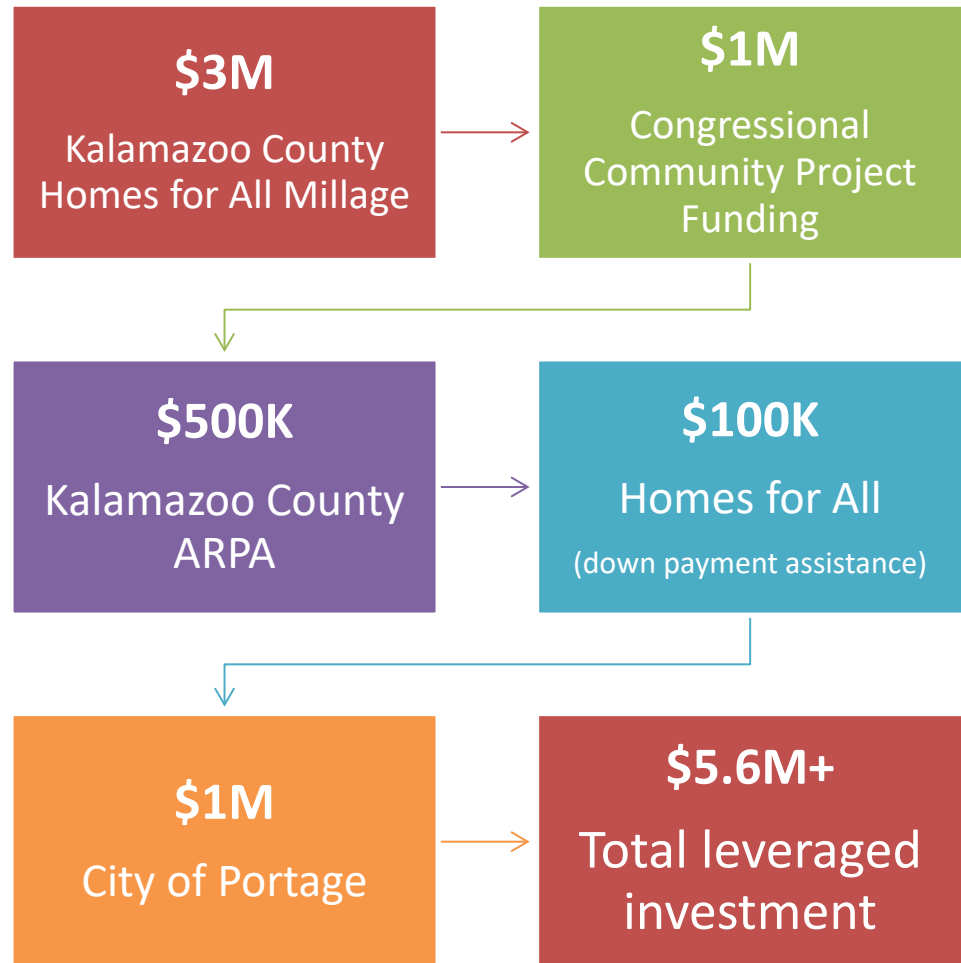 $3M
Kalamazoo County
Homes for All Millage
$1M
Congressional
Community Project
Funding
$500K
Kalamazoo County
ARPA
$100K
Homes for All
(down payment assistance)
$1M
City of Portage
$5.6M+
Total leveraged
investment